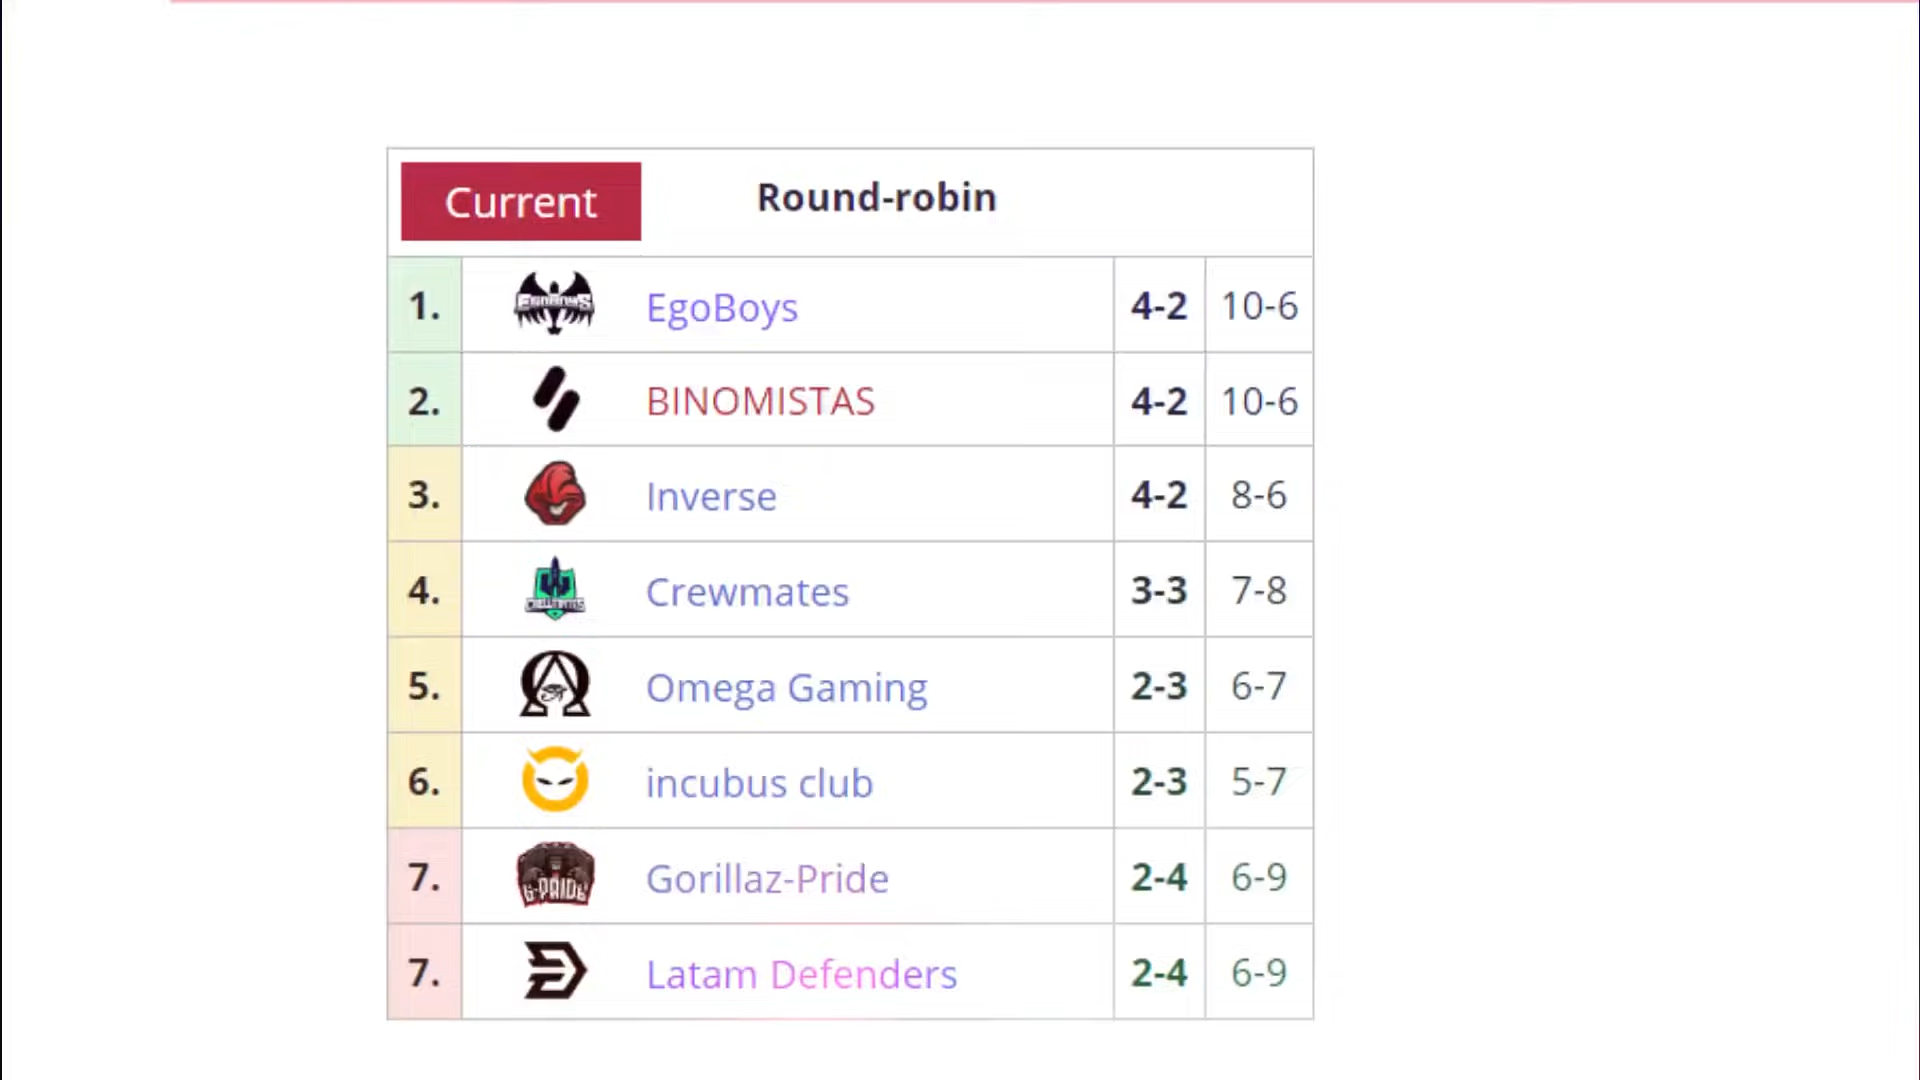 Current Round-robin
1. EGOBOYS EgoBoys 4-2 10-6
2. BINOMISTAS 4-2 10-6
3. Inverse 4-2 8-6
4. Crewmates 3-3 7-8
5. Omega Gaming 2-3 6-7
6. incubus club 2-3 5-7
7. G-PRIDE Gorillaz-Pride 2-4 6-9
7. Latam Defenders 2-4 6-9